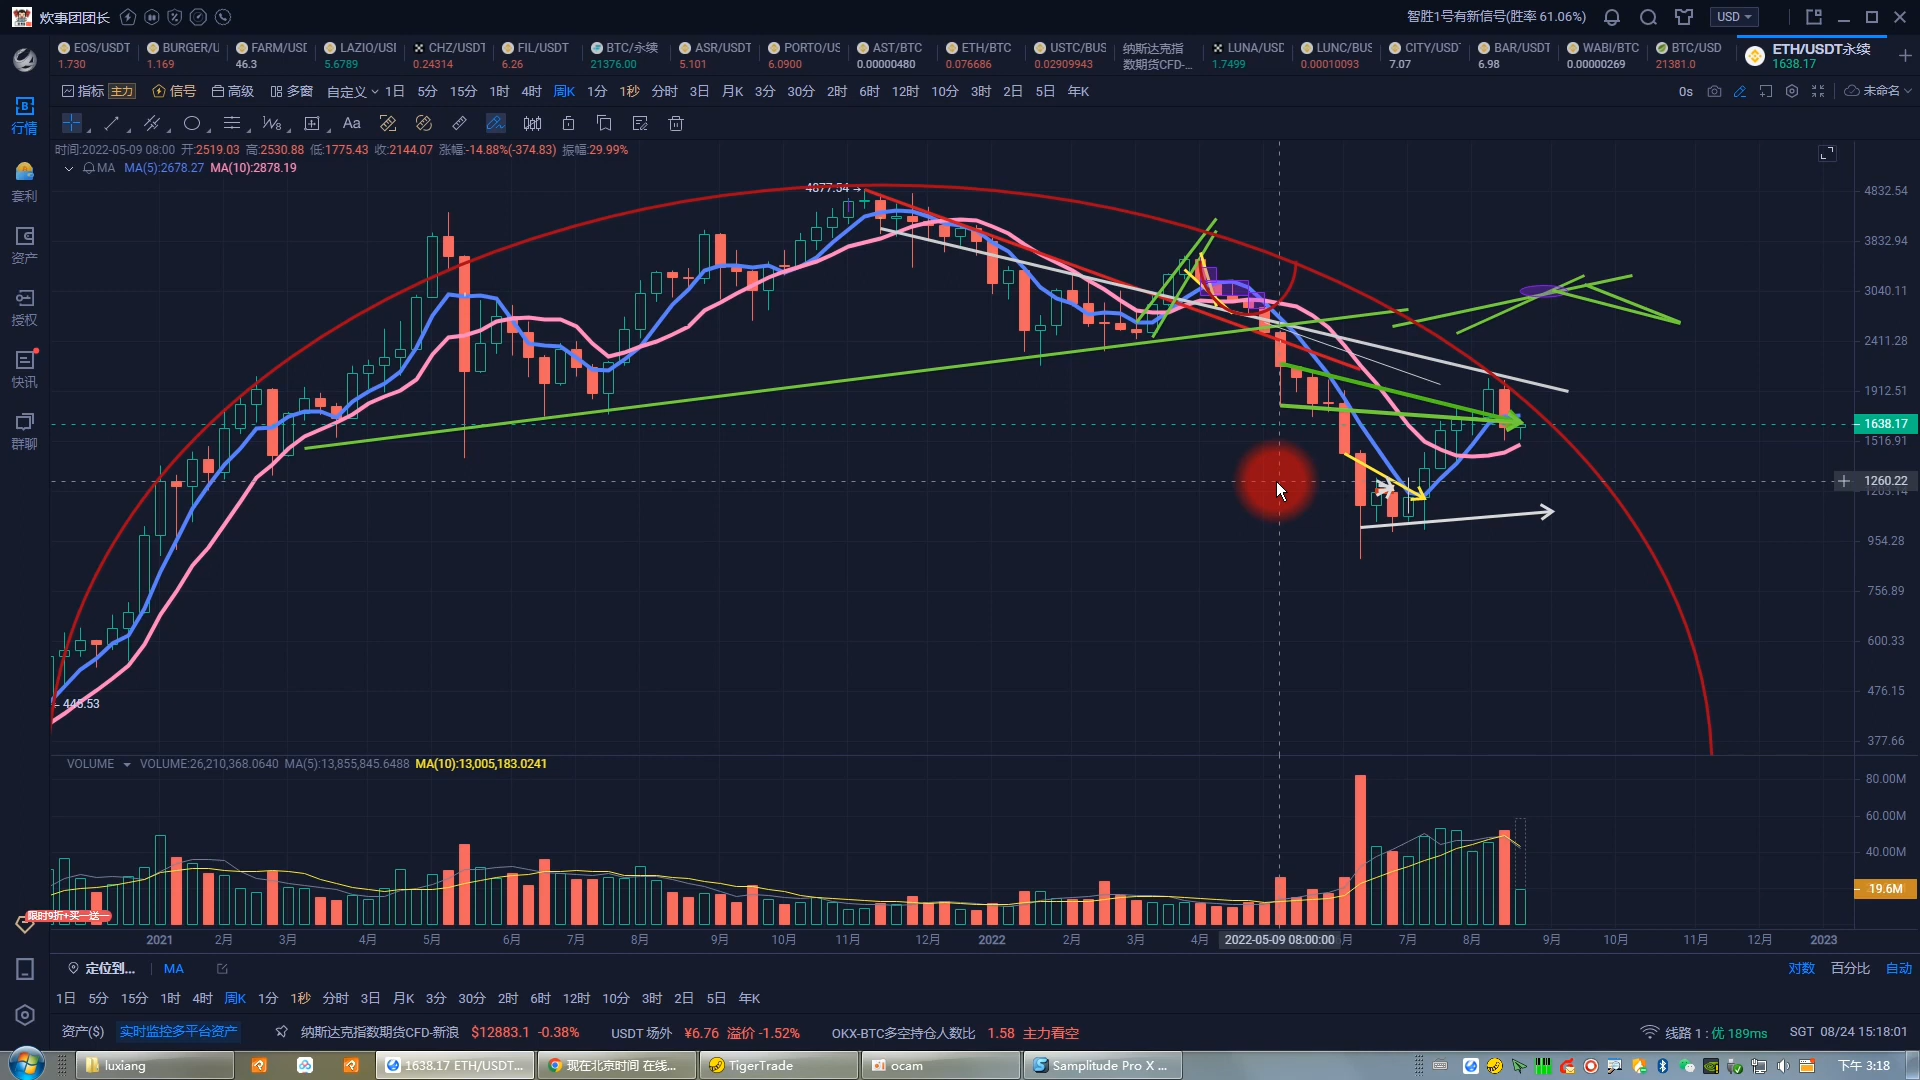 炊事团团长
智胜1号有新信号(胜率 61.06%)
USD
EOS/USDT BURGER/U FARM/USD LAZIO/USI CHZ/USDT FIL/USDT BTC/永续 ASR/USDT PORTO/US AST/BTC ETH/BTC USTC/BUS 纳斯达克指 LUNA/USD LUNC/BUS CITY/USD BAR/USDT WABI/BTC BTC/USD ETH/USDT永续
1.730 1.169 46.3 5.6789 0.24314 6.26 21376.00 5.101 6.0900 0.00000480 0.076686 0.02909943 数期货CFD-... 1.7499 0.00010093 7.07 6.98 0.00000269 21381.0 1638.17
指标 主力 信号 高级 多窗 自定义 1日 5分 15分 1时 4时 周K 1分 1秒 分时 3日 月K 3分 30分 2时 6时 12时 10分 3时 2日 5日 年K 0s 未命名
Aa
时间:2022-05-09 08:00 开:2519.03 高:2530.88 低:1775.43 收:2144.07 涨幅:-14.88%(-374.83) 振幅:29.99%
MA MA(5):2678.27 MA(10):2878.19
行情
套利
资产
授权
快讯
群聊
限时9折+买一送一
4877.54
4832.54
3832.94
3040.11
2411.28
1912.51
1638.17
1516.91
1260.22
954.28
756.89
600.33
476.15
377.66
VOLUME VOLUME:26,210,368.0640 MA(5):13,855,845.6488 MA(10):13,005,183.0241
80.00M
60.00M
40.00M
19.6M
2021 2月 3月 4月 5月 6月 7月 8月 9月 10月 11月 12月 2022 2月 3月 4月 2022-05-09 08:00:00 月 7月 8月 9月 10月 11月 12月 2023
定位到... MA 对数 百分比 自动
1日 5分 15分 1时 4时 周K 1分 1秒 分时 3日 月K 3分 30分 2时 6时 12时 10分 3时 2日 5日 年K
资产($) 实时监控多平台资产 纳斯达克指数期货CFD-新浪 $12883.1 -0.38% USDT 场外 ¥6.76 溢价 -1.52% OKX-BTC多空持仓人数比 1.58 主力看空 线路 1 : 优 189ms SGT 08/24 15:18:01
luxiang 1638.17 ETH/USDT... 现在北京时间 在线... TigerTrade ocam Samplitude Pro X ... 下午 3:18